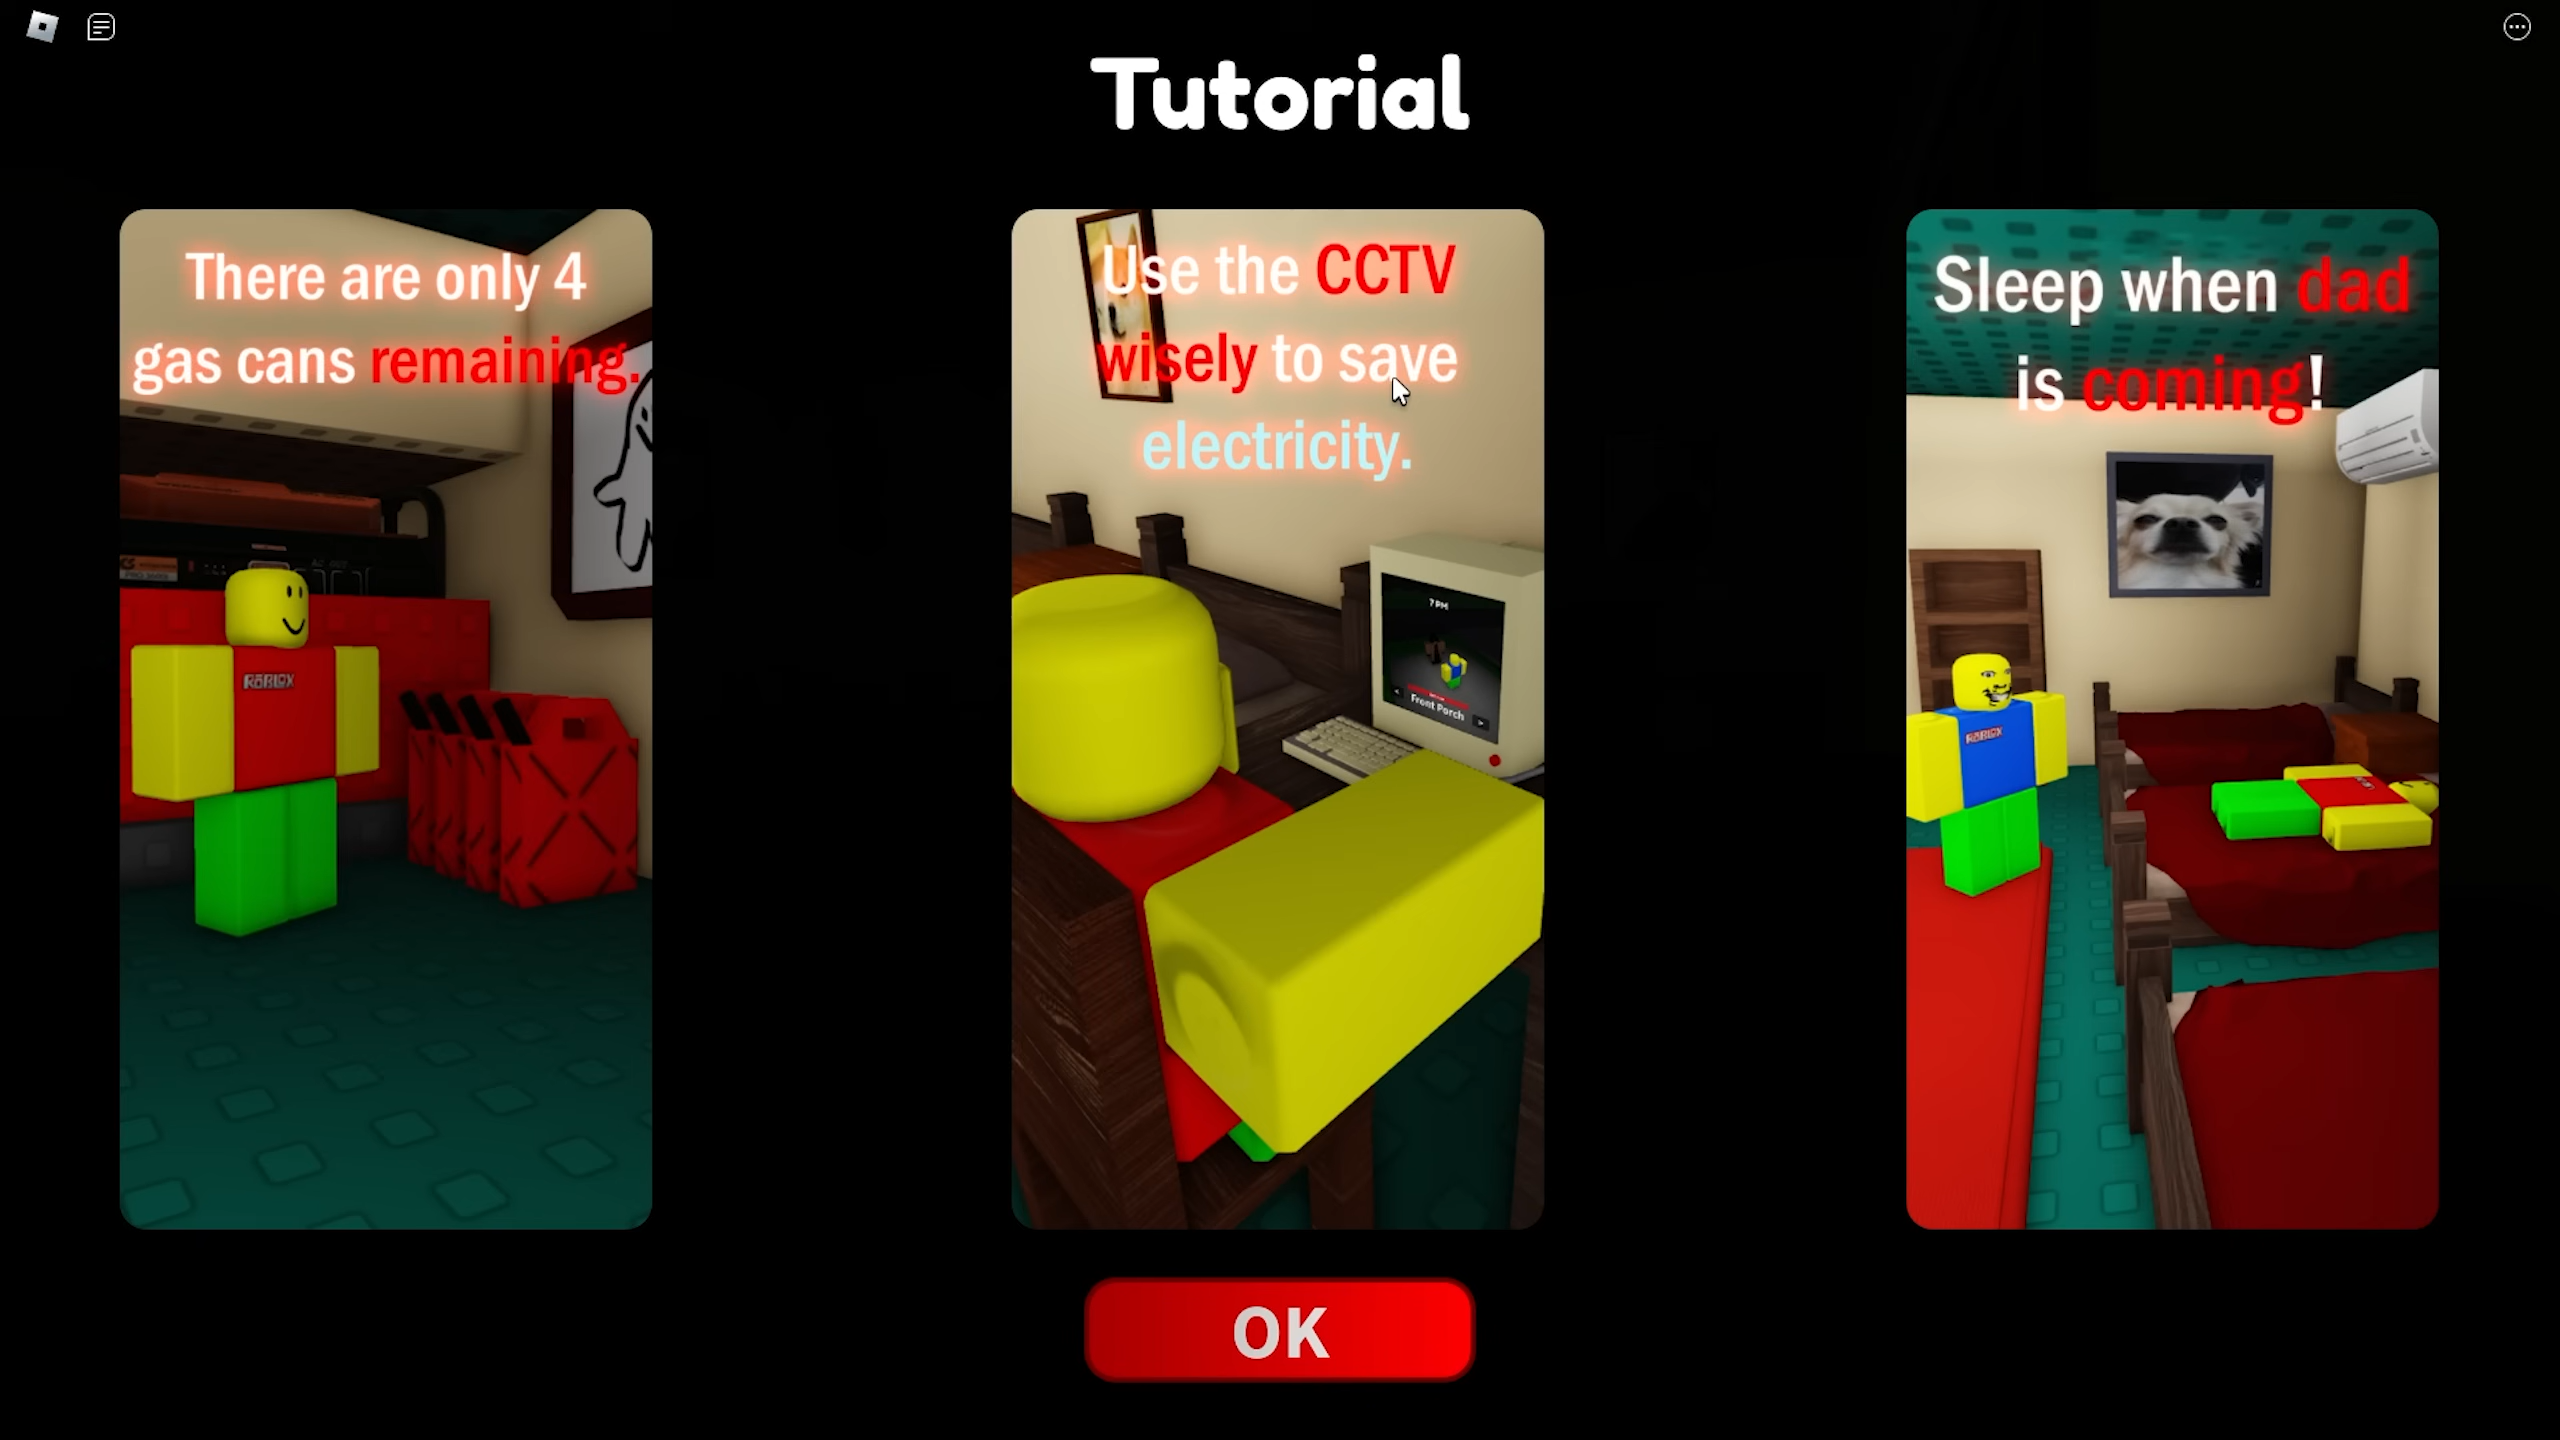 Tutorial
There are only 4
gas cans remaining.
ROBLOX
Use the CCTV
wisely to save
electricity.
7 PM
Front Porch
Sleep when dad
is coming!
ROBLOX
OK